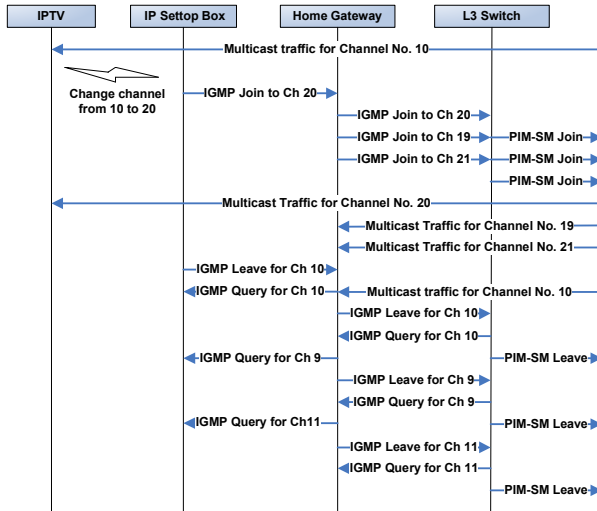 IPTV IP Settop Box Home Gateway L3 Switch
Multicast traffic for Channel No. 10
Change channel
from 10 to 20
IGMP Join to Ch 20
IGMP Join to Ch 20
IGMP Join to Ch 19 PIM-SM Join
IGMP Join to Ch 21 PIM-SM Join
PIM-SM Join
Multicast Traffic for Channel No. 20
Multicast Traffic for Channel No. 19
Multicast Traffic for Channel No. 21
IGMP Leave for Ch 10
IGMP Query for Ch 10 Multicast traffic for Channel No. 10
IGMP Leave for Ch 10
IGMP Query for Ch 10
IGMP Query for Ch 9 PIM-SM Leave
IGMP Leave for Ch 9
IGMP Query for Ch 9
IGMP Query for Ch11 PIM-SM Leave
IGMP Leave for Ch 11
IGMP Query for Ch 11
PIM-SM Leave